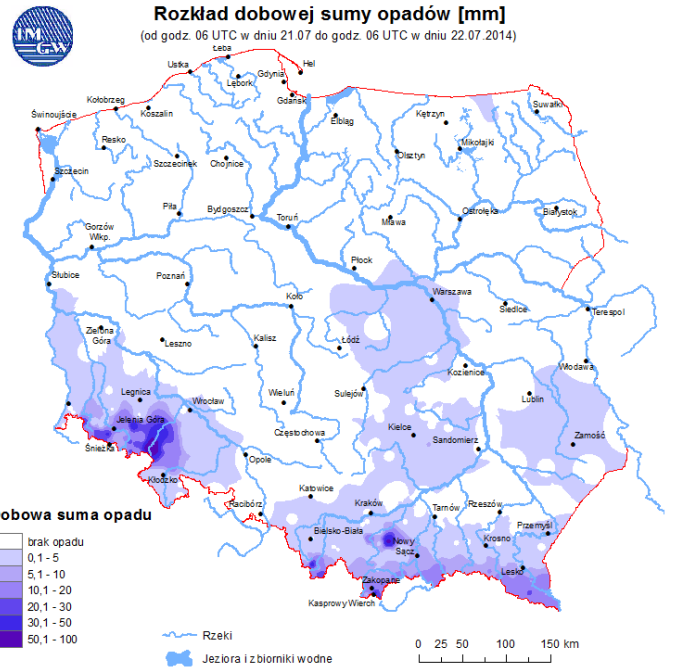 IM
GW
Rozkład dobowej sumy opadów [mm]
(od godz. 06 UTC w dniu 21.07 do godz. 06 UTC w dniu 22.07.2014)
Łeba
Ustka
Hel
Gdynia
Lębork
Gdańsk
Kołobrzeg
Koszalin
Świnoujście
Elbląg
Kętrzyn
Suwałki
Resko
Szczecinek
Chojnice
Olsztyn
Mikołajki
Szczecin
Piła
Bydgoszcz
Toruń
Mława
Ostrołęka
Białystok
Gorzów
Wlkp.
Płock
Słubice
Poznań
Koło
Warszawa
Siedlce
Terespol
Zielona
Góra
Leszno
Kalisz
Łódź
Kozienice
Włodawa
Legnica
Wrocław
Wieluń
Sulejów
Lublin
Jelenia Góra
Częstochowa
Kielce
Sandomierz
Zamość
Śnieżka
Opole
Kłodzko
Katowice
Racibórz
Kraków
Tarnów
Rzeszów
Przemyśl
Bielsko-Biała
Nowy
Sącz
Krosno
Lesko
Zakopane
Kasprowy Wierch
Dobowa suma opadu
brak opadu
0,1 - 5
5,1 - 10
10,1 - 20
20,1 - 30
30,1 - 50
50,1 - 100
Rzeki
Jeziora i zbiorniki wodne
0 25 50 100 150 km